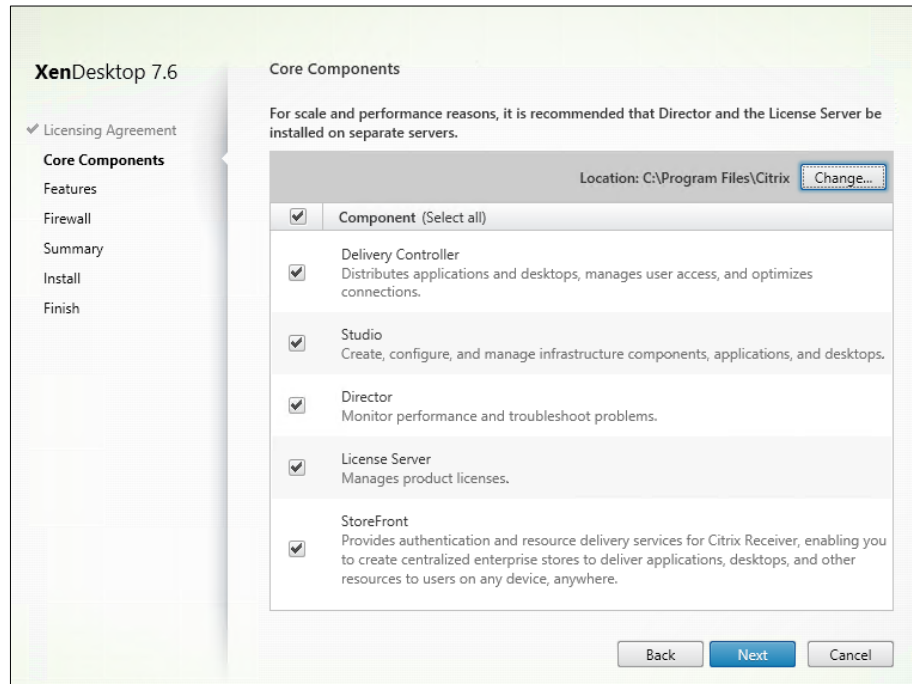 XenDesktop 7.6
Licensing Agreement
Core Components
Features
Firewall
Summary
Install
Finish
Core Components
For scale and performance reasons, it is recommended that Director and the License Server be
installed on separate servers.
Location: C:\Program Files\Citrix Change...
Component (Select all)
Delivery Controller
Distributes applications and desktops, manages user access, and optimizes
connections.
Studio
Create, configure, and manage infrastructure components, applications, and desktops.
Director
Monitor performance and troubleshoot problems.
License Server
Manages product licenses.
StoreFront
Provides authentication and resource delivery services for Citrix Receiver, enabling you
to create centralized enterprise stores to deliver applications, desktops, and other
resources to users on any device, anywhere.
Back Next Cancel